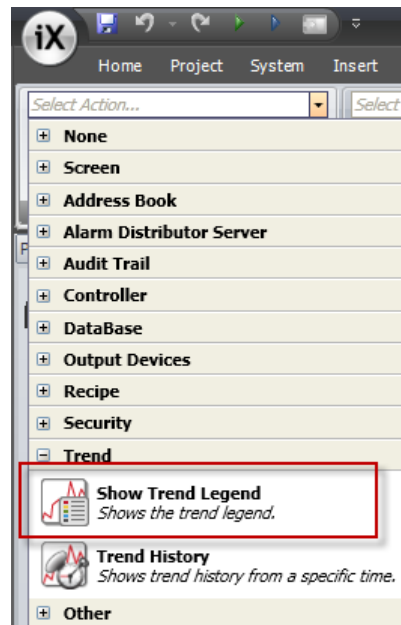 iX
Home Project System Insert
Select Action... Select
None
Screen
Address Book
Alarm Distributor Server
Audit Trail
Controller
DataBase
Output Devices
Recipe
Security
Trend
Show Trend Legend
Shows the trend legend.
Trend History
Shows trend history from a specific time.
Other